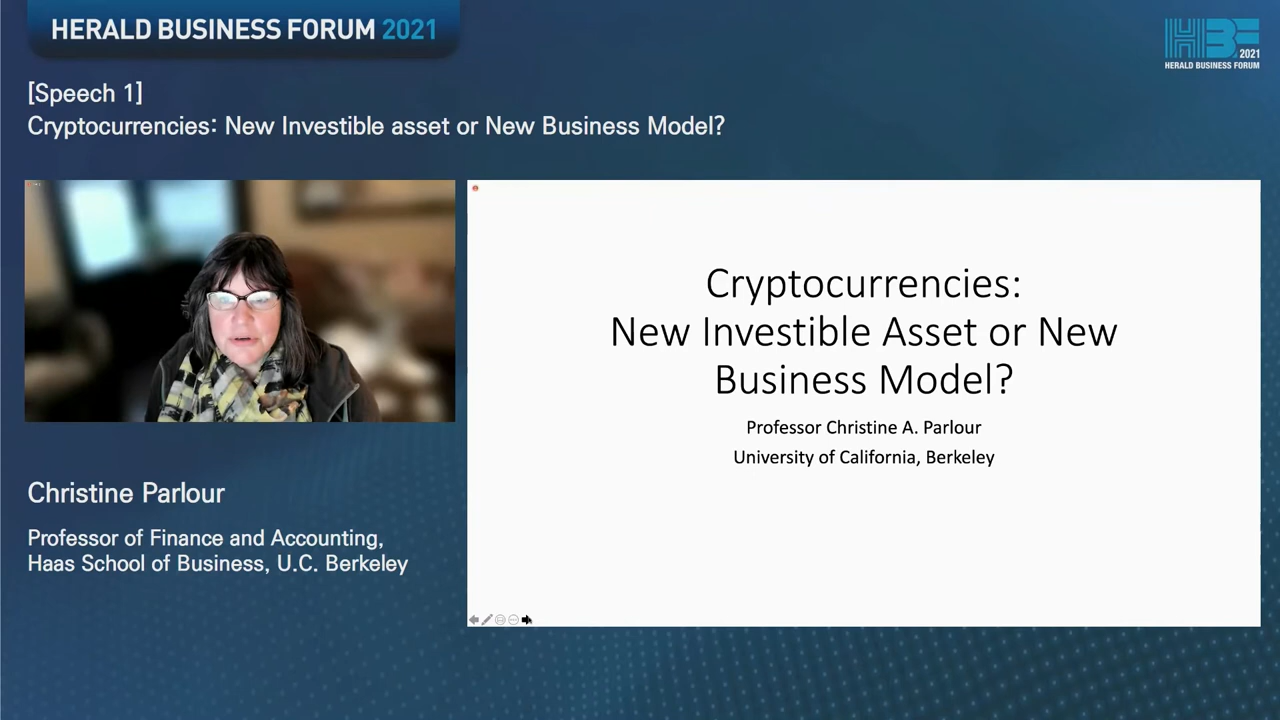 HERALD BUSINESS FORUM 2021
2021
HERALD BUSINESS FORUM
[Speech 1]
Cryptocurrencies: New Investible asset or New Business Model?
Cryptocurrencies:
New Investible Asset or New
Business Model?
Professor Christine A. Parlour
University of California, Berkeley
Christine Parlour
Professor of Finance and Accounting,
Haas School of Business, U.C. Berkeley